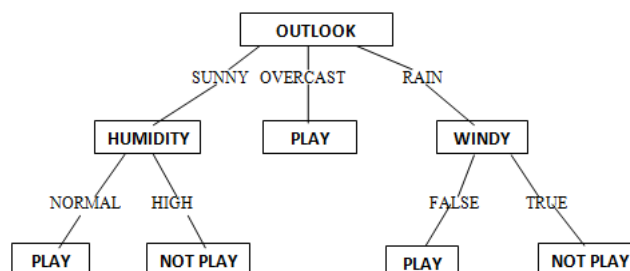 OUTLOOK
SUNNY OVERCAST RAIN
HUMIDITY PLAY WINDY
NORMAL HIGH FALSE TRUE
PLAY NOT PLAY PLAY NOT PLAY